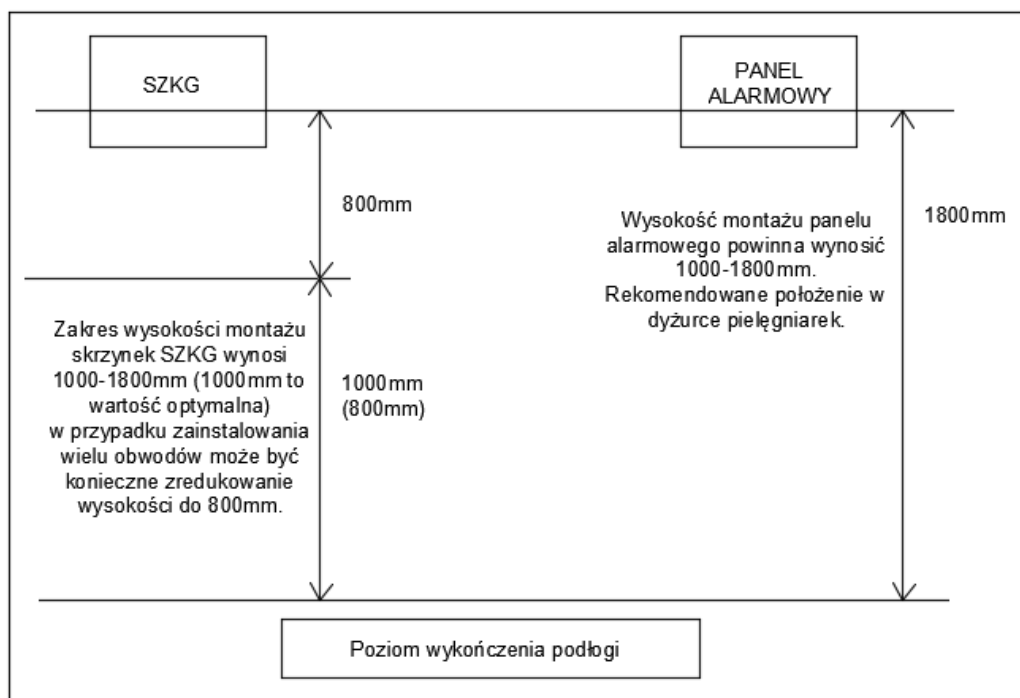 SZKG
PANEL
ALARMOWY
800mm
1800mm
Wysokość montażu panelu
alarmowego powinna wynosić
1000-1800mm.
Rekomendowane położenie w
dyżurce pielęgniarek.
Zakres wysokości montażu
skrzynek SZKG wynosi
1000-1800mm (1000mm to
wartość optymalna)
w przypadku zainstalowania
wielu obwodów może być
konieczne zredukowanie
wysokości do 800mm.
1000mm
(800mm)
Poziom wykończenia podłogi